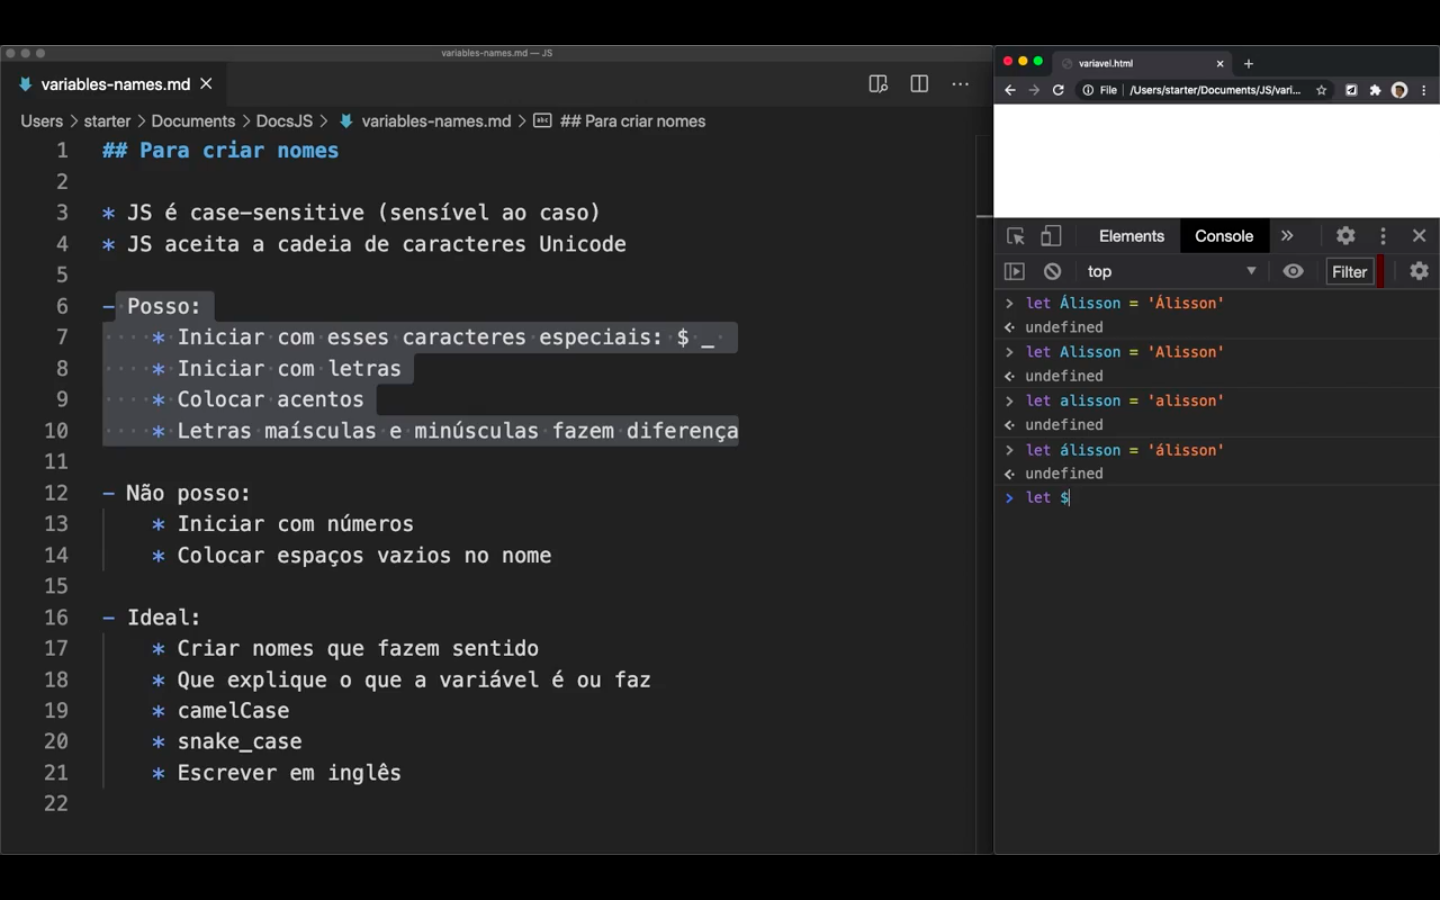 variables-names.md — JS
variables-names.md
Users > starter > Documents > DocsJS > variables-names.md > ## Para criar nomes
1 ## Para criar nomes
2
3 * JS é case-sensitive (sensível ao caso)
4 * JS aceita a cadeia de caracteres Unicode
5
6 - Posso:
7 * Iniciar com esses caracteres especiais: $ _
8 * Iniciar com letras
9 * Colocar acentos
10 * Letras maísculas e minúsculas fazem diferença
11
12 - Não posso:
13 * Iniciar com números
14 * Colocar espaços vazios no nome
15
16 - Ideal:
17 * Criar nomes que fazem sentido
18 * Que explique o que a variável é ou faz
19 * camelCase
20 * snake_case
21 * Escrever em inglês
22
variavel.html
File | /Users/starter/Documents/JS/vari...
Elements Console »
top Filter
> let Álisson = 'Álisson'
undefined
> let Alisson = 'Alisson'
undefined
> let alisson = 'alisson'
undefined
> let álisson = 'álisson'
undefined
> let $